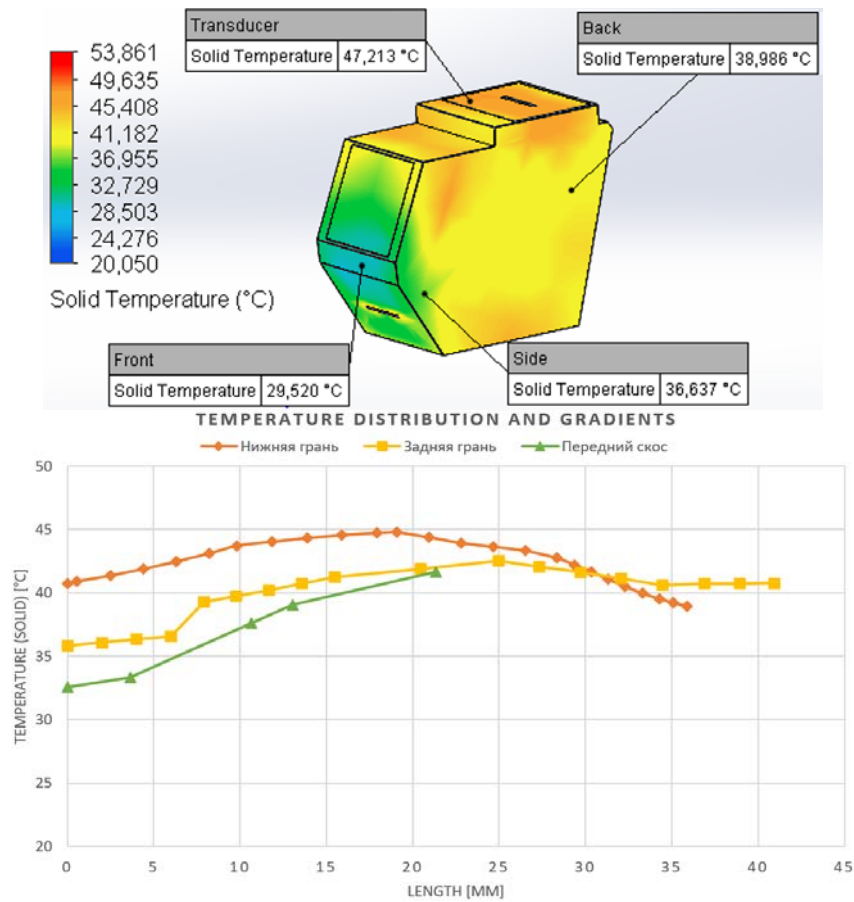 Transducer
Solid Temperature 47,213 °C
Back
Solid Temperature 38,986 °C
53,861
49,635
45,408
41,182
36,955
32,729
28,503
24,276
20,050
Solid Temperature (°C)
Front
Solid Temperature 29,520 °C
Side
Solid Temperature 36,637 °C
TEMPERATURE DISTRIBUTION AND GRADIENTS
Нижняя грань Задняя грань Передний скос
TEMPERATURE (SOLID) [°C]
50
45
40
35
30
25
20
0 5 10 15 20 25 30 35 40 45
LENGTH [MM]